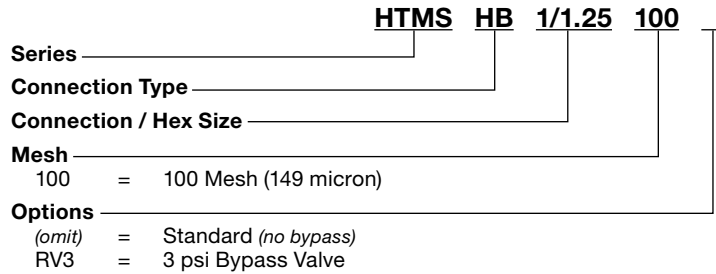 HTMS HB 1/1.25 100
Series
Connection Type
Connection / Hex Size
Mesh
100 = 100 Mesh (149 micron)
Options
(omit) = Standard (no bypass)
RV3 = 3 psi Bypass Valve